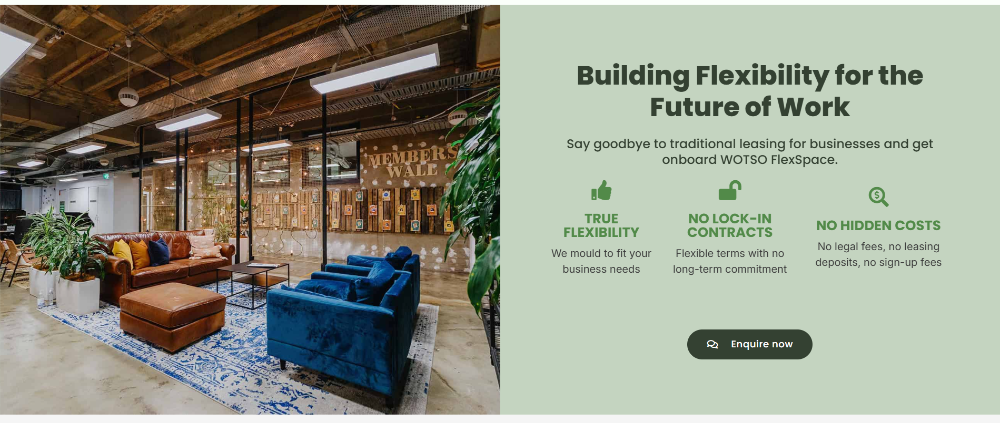 MEMBERS
WALL
Building Flexibility for the
Future of Work
Say goodbye to traditional leasing for businesses and get
onboard WOTSO FlexSpace.
TRUE
FLEXIBILITY
We mould to fit your
business needs
NO LOCK-IN
CONTRACTS
Flexible terms with no
long-term commitment
NO HIDDEN COSTS
No legal fees, no leasing
deposits, no sign-up fees
Enquire now